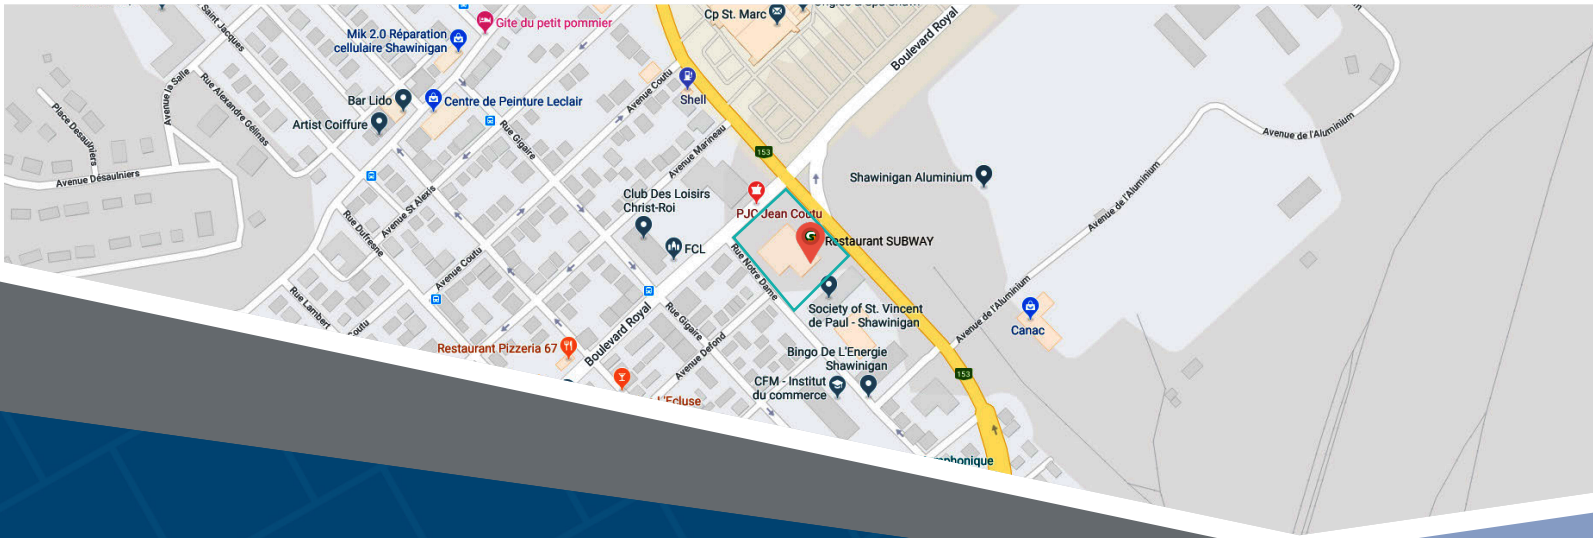 Gîte du petit pommier
Cp St. Marc
Boulevard Royal
Saint Jacques
Mik 2.0 Réparation
cellulaire Shawinigan
Avenue la Salle
Rue Alexandre Gélinas
Bar Lido
Centre de Peinture Leclair
Artist Coiffure
Shell
Avenue Coutu
Rue Gigaire
Avenue Marineau
153
Place Desaulniers
Avenue Désaulniers
Avenue de l'Aluminium
Avenue de l'Aluminium
Shawinigan Aluminium
Club Des Loisirs
Christ-Roi
PJC Jean Coutu
FCL
Restaurant SUBWAY
Rue Notre Dame
Avenue St Alexis
Rue Dufresne
Avenue Coutu
Rue Lambert
Coutu
Society of St. Vincent
de Paul - Shawinigan
Avenue de l'Aluminium
Canac
Boulevard Royal
Rue Gigaire
Restaurant Pizzeria 67
Avenue Defond
Bingo De L'Energie
Shawinigan
CFM - Institut
du commerce
153
L'Ecluse